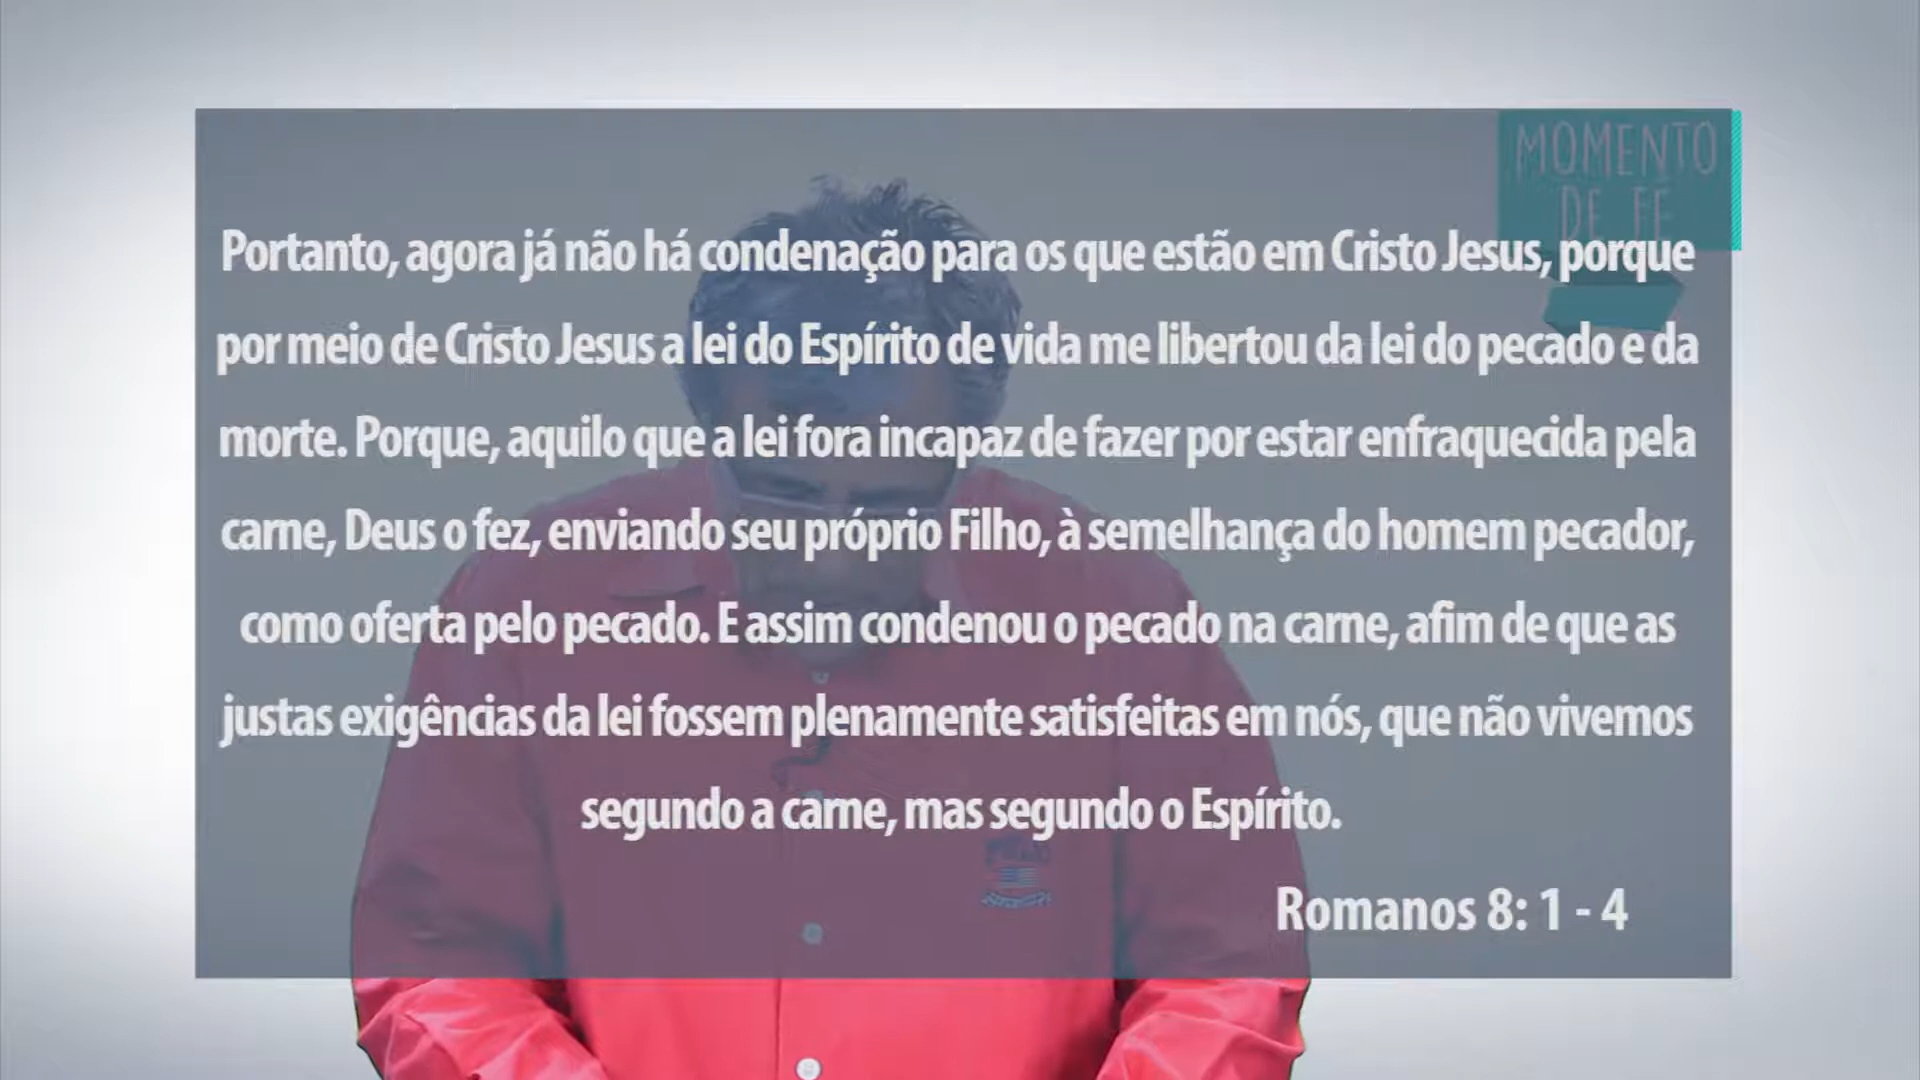 MOMENTO
DE FÉ
Portanto, agora já não há condenação para os que estão em Cristo Jesus, porque
por meio de Cristo Jesus a lei do Espírito de vida me libertou da lei do pecado e da
morte. Porque, aquilo que a lei fora incapaz de fazer por estar enfraquecida pela
carne, Deus o fez, enviando seu próprio Filho, à semelhança do homem pecador,
como oferta pelo pecado. E assim condenou o pecado na carne, afim de que as
justas exigências da lei fossem plenamente satisfeitas em nós, que não vivemos
segundo a carne, mas segundo o Espírito.
Romanos 8: 1 - 4